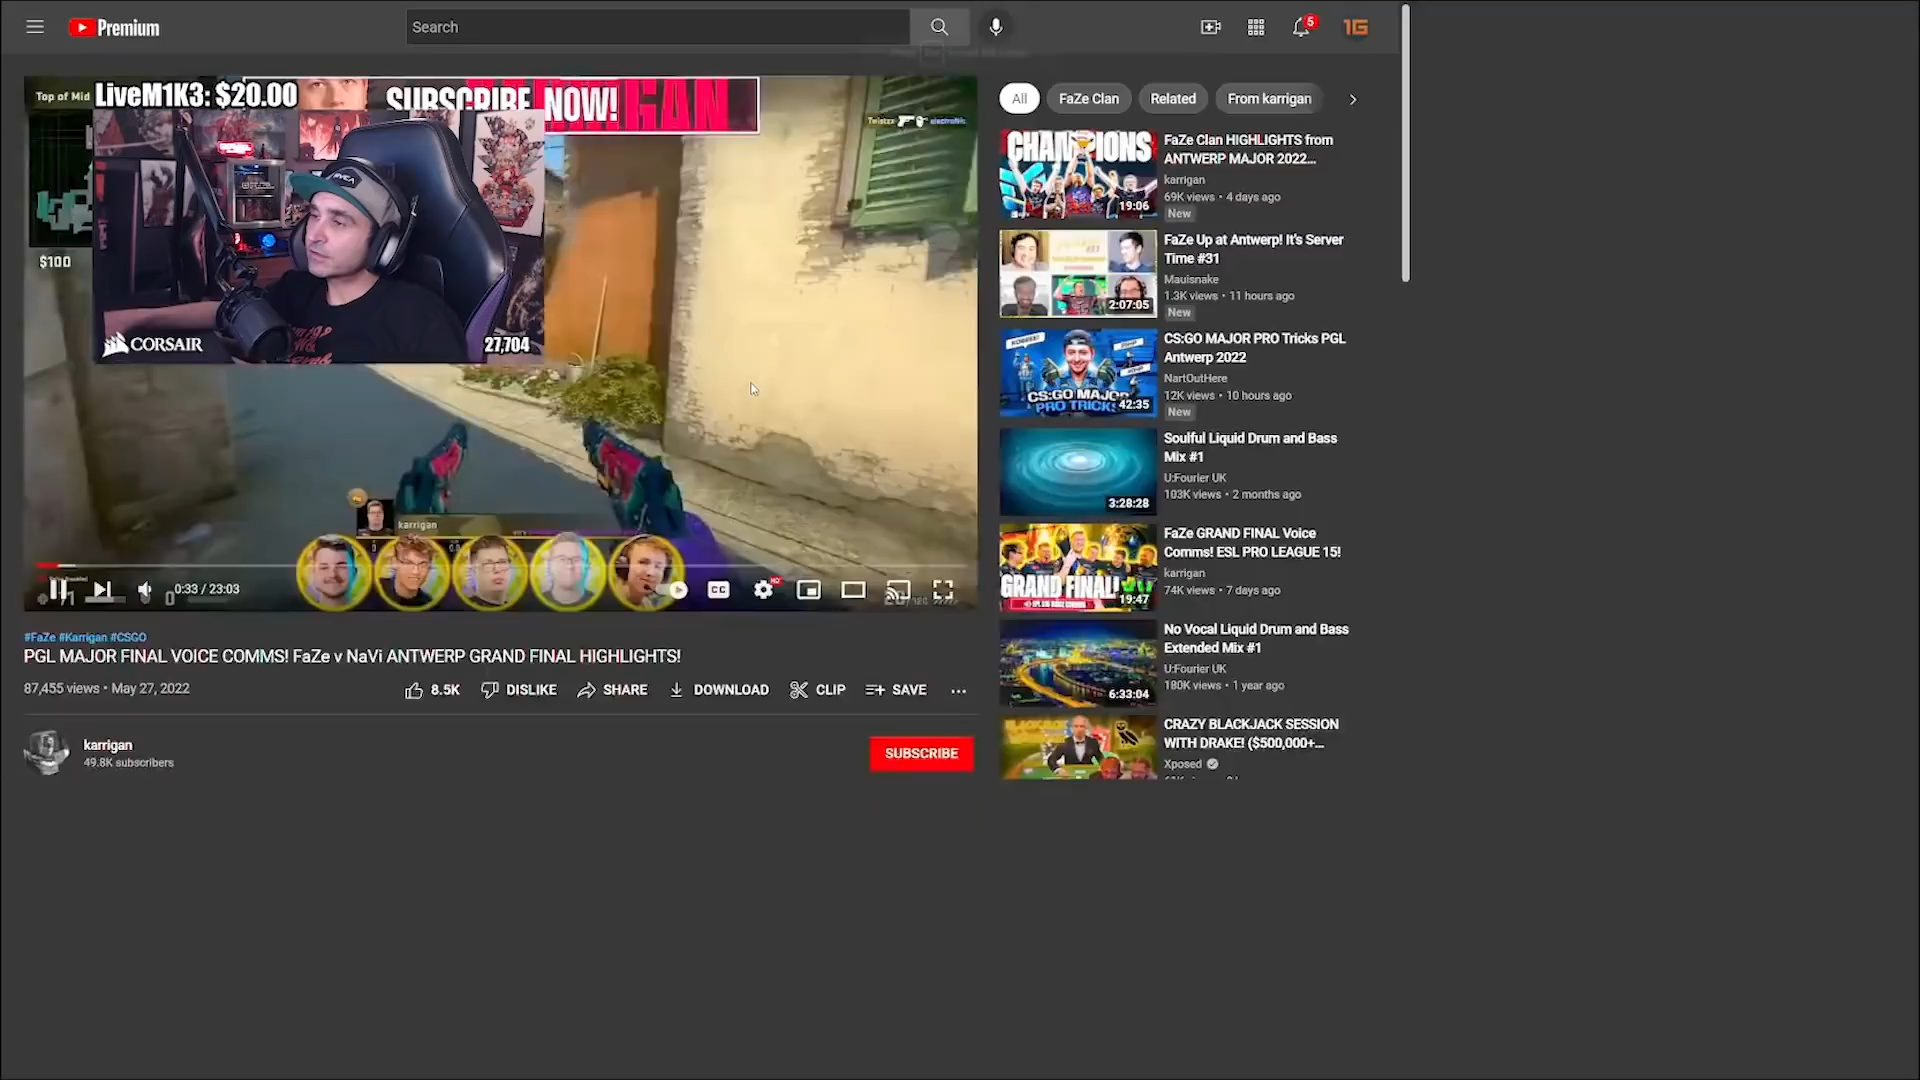 Premium
Search
5
1G
Top of Mid
LiveM1K3: $20.00
SUBSCRIBE NOW!
Twistzz
electroNic
$100
CORSAIR
27,704
karrigan
0:33 / 23:03
CC
HD
#FaZe #Karrigan #CSGO
PGL MAJOR FINAL VOICE COMMS! FaZe v NaVi ANTWERP GRAND FINAL HIGHLIGHTS!
87,455 views • May 27, 2022
8.5K
DISLIKE
SHARE
DOWNLOAD
CLIP
SAVE
karrigan
49.8K subscribers
SUBSCRIBE
All
FaZe Clan
Related
From karrigan
CHAMPIONS
19:06
FaZe Clan HIGHLIGHTS from
ANTWERP MAJOR 2022...
karrigan
69K views • 4 days ago
New
2:07:05
FaZe Up at Antwerp! It's Server
Time #31
Mauisnake
1.3K views • 11 hours ago
New
CS:GO MAJOR
PRO TRICKS
42:35
CS:GO MAJOR PRO Tricks PGL
Antwerp 2022
NartOutHere
12K views • 10 hours ago
New
3:28:28
Soulful Liquid Drum and Bass
Mix #1
U:Fourier UK
103K views • 2 months ago
GRAND FINAL!
19:47
FaZe GRAND FINAL Voice
Comms! ESL PRO LEAGUE 15!
karrigan
74K views • 7 days ago
6:33:04
No Vocal Liquid Drum and Bass
Extended Mix #1
U:Fourier UK
180K views • 1 year ago
BLACKJACK
CRAZY BLACKJACK SESSION
WITH DRAKE! ($500,000+...
Xposed